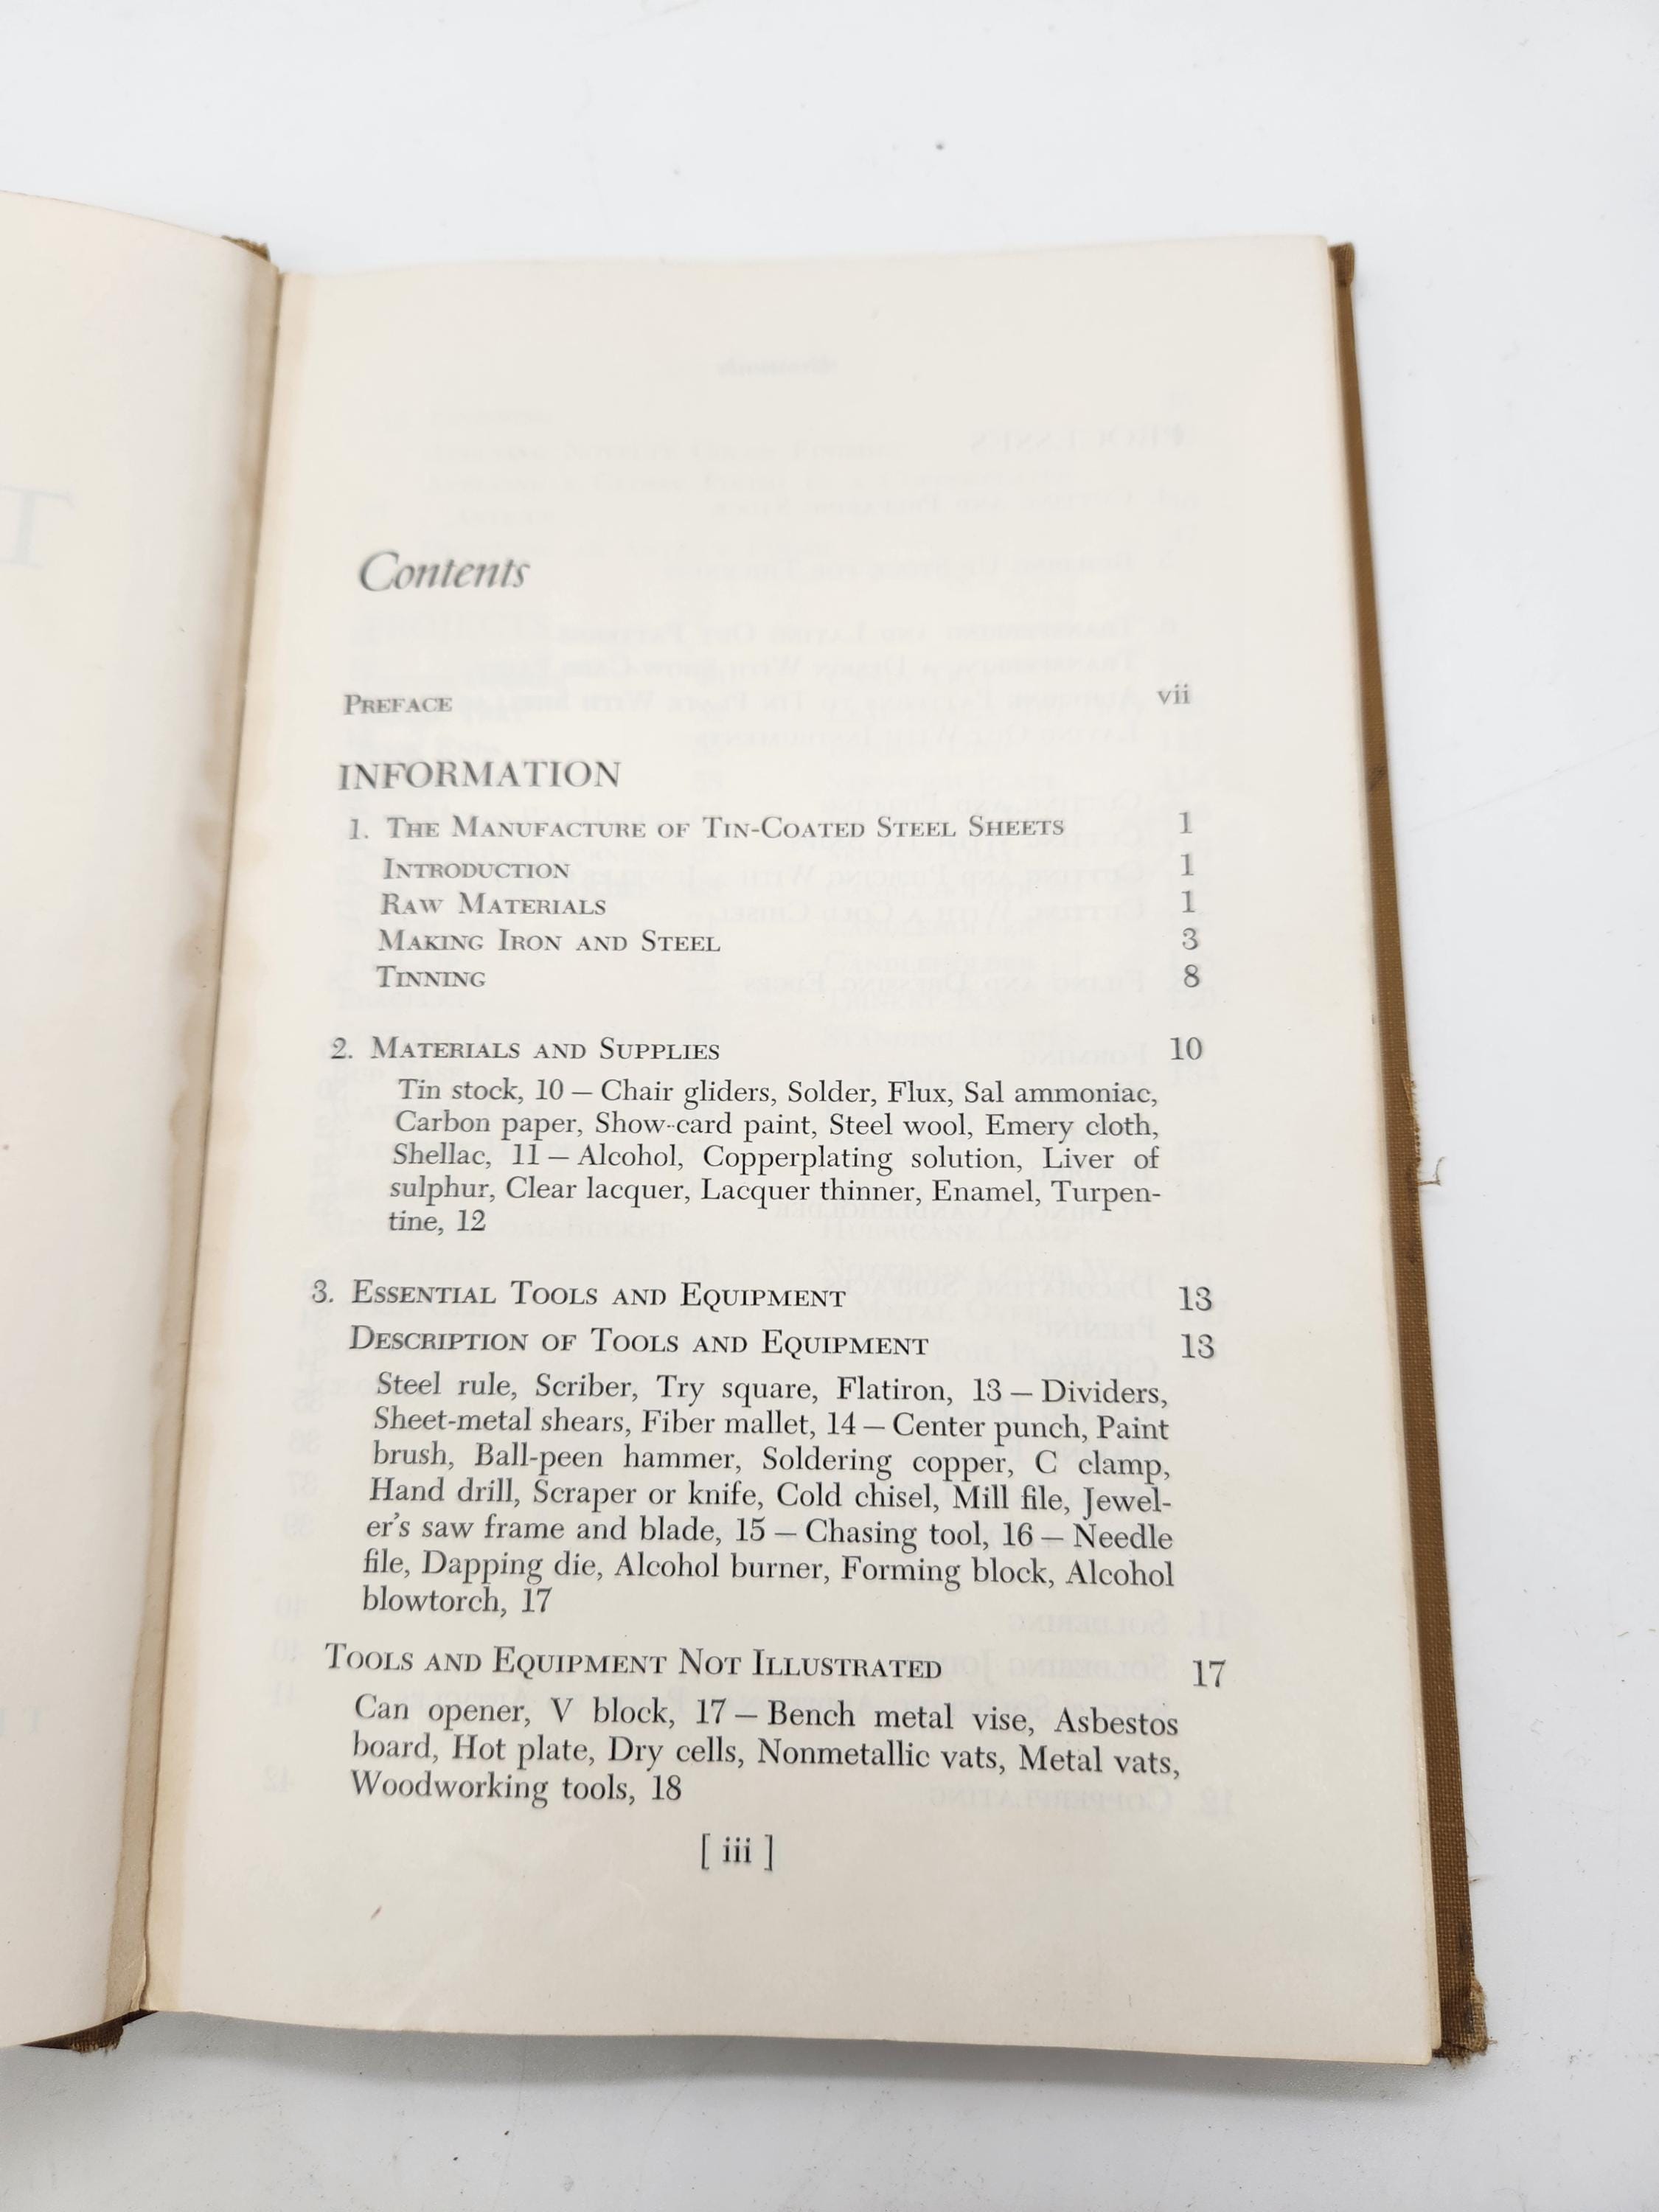 Contents
Preface vii
INFORMATION
1. The Manufacture of Tin-Coated Steel Sheets 1
Introduction 1
Raw Materials 1
Making Iron and Steel 3
Tinning 8
2. Materials and Supplies 10
Tin stock, 10 — Chair gliders, Solder, Flux, Sal ammoniac,
Carbon paper, Show-card paint, Steel wool, Emery cloth,
Shellac, 11 — Alcohol, Copperplating solution, Liver of
sulphur, Clear lacquer, Lacquer thinner, Enamel, Turpen-
tine, 12
3. Essential Tools and Equipment 13
Description of Tools and Equipment 13
Steel rule, Scriber, Try square, Flatiron, 13 — Dividers,
Sheet-metal shears, Fiber mallet, 14 — Center punch, Paint
brush, Ball-peen hammer, Soldering copper, C clamp,
Hand drill, Scraper or knife, Cold chisel, Mill file, Jewel-
er's saw frame and blade, 15 — Chasing tool, 16 — Needle
file, Dapping die, Alcohol burner, Forming block, Alcohol
blowtorch, 17
Tools and Equipment Not Illustrated 17
Can opener, V block, 17 — Bench metal vise, Asbestos
board, Hot plate, Dry cells, Nonmetallic vats, Metal vats,
Woodworking tools, 18
[ iii ]